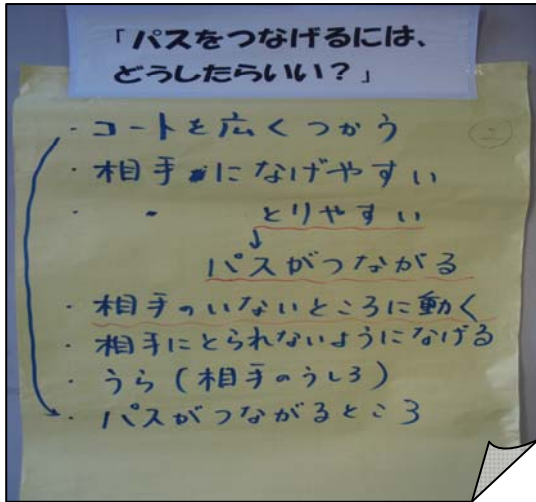 「パスをつなげるには、
どうしたらいい？」
・コートを広くつかう
・相手になげやすい
・　〃　とりやすい
↓
パスがつながる
・相手のいないところに動く
・相手にとられないようになげる
・うら（相手のうしろ）
・パスがつながるところ